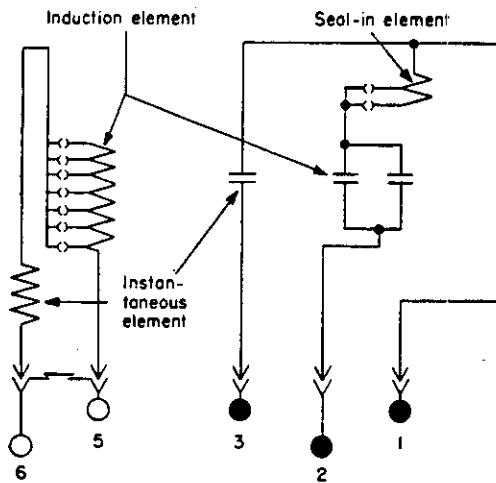 Induction element
Seal-in element
Instan-
taneous
element
5
3
1
6
2